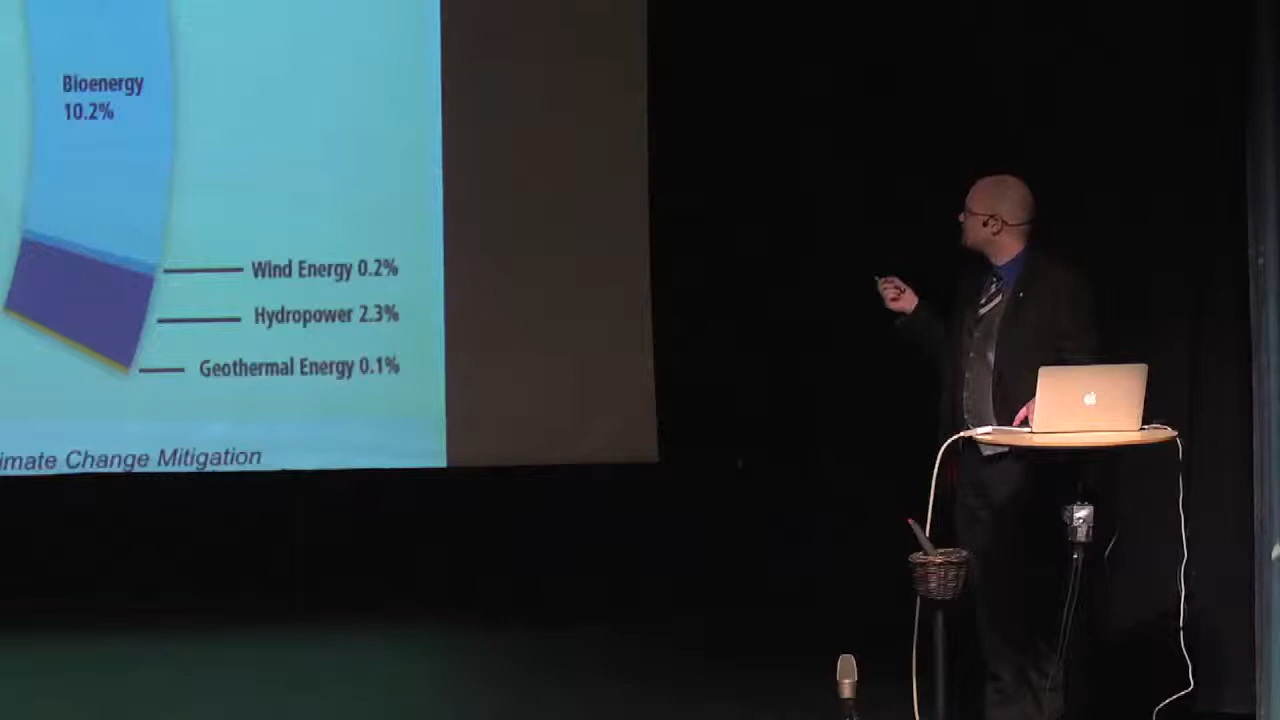 Bioenergy
10.2%
Wind Energy 0.2%
Hydropower 2.3%
Geothermal Energy 0.1%
imate Change Mitigation